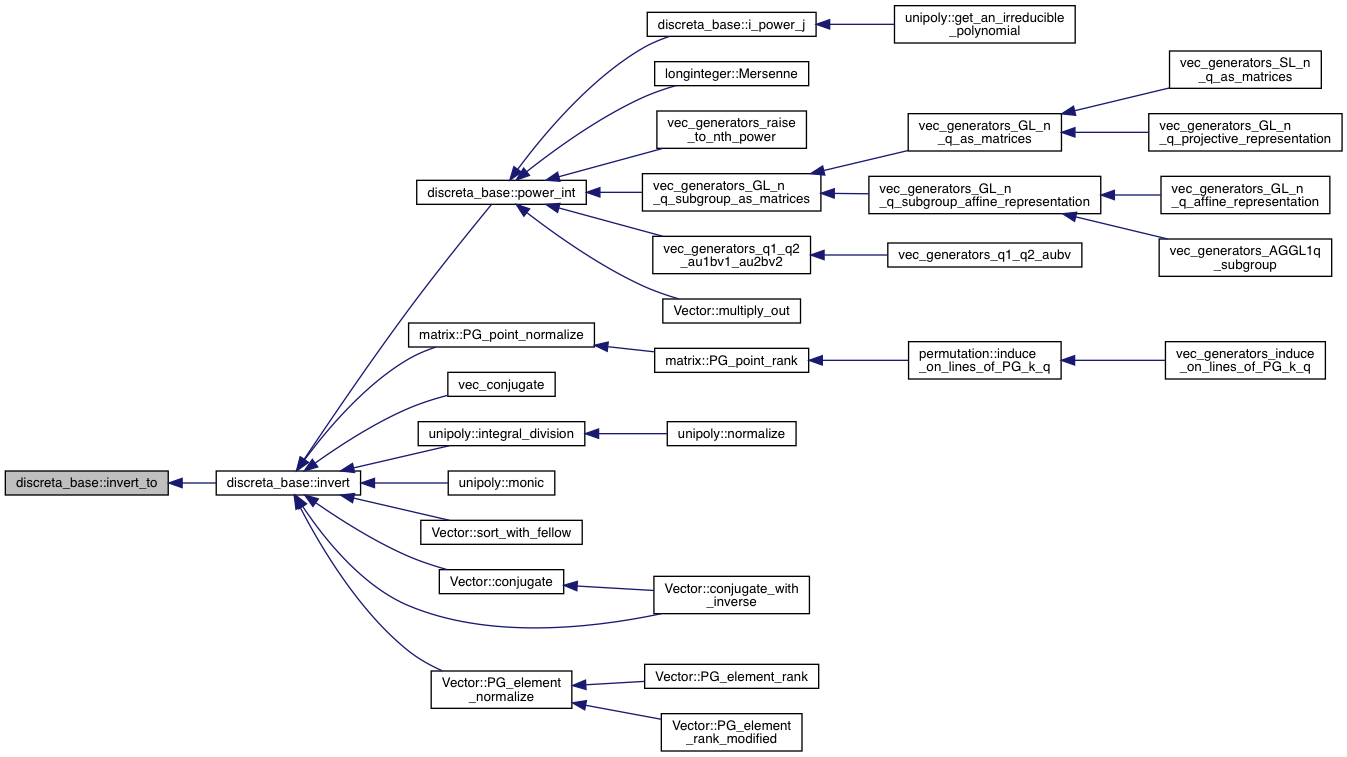 discreta_base::invert_to
discreta_base::invert
discreta_base::power_int
discreta_base::i_power_j
unipoly::get_an_irreducible
_polynomial
longinteger::Mersenne
vec_generators_raise
_to_nth_power
vec_generators_GL_n
_q_subgroup_as_matrices
vec_generators_GL_n
_q_as_matrices
vec_generators_SL_n
_q_as_matrices
vec_generators_GL_n
_q_projective_representation
vec_generators_GL_n
_q_subgroup_affine_representation
vec_generators_GL_n
_q_affine_representation
vec_generators_AGGL1q
_subgroup
vec_generators_q1_q2
_au1bv1_au2bv2
vec_generators_q1_q2_aubv
Vector::multiply_out
matrix::PG_point_normalize
matrix::PG_point_rank
permutation::induce
_on_lines_of_PG_k_q
vec_generators_induce
_on_lines_of_PG_k_q
vec_conjugate
unipoly::integral_division
unipoly::normalize
unipoly::monic
Vector::sort_with_fellow
Vector::conjugate
Vector::conjugate_with
_inverse
Vector::PG_element
_normalize
Vector::PG_element_rank
Vector::PG_element
_rank_modified